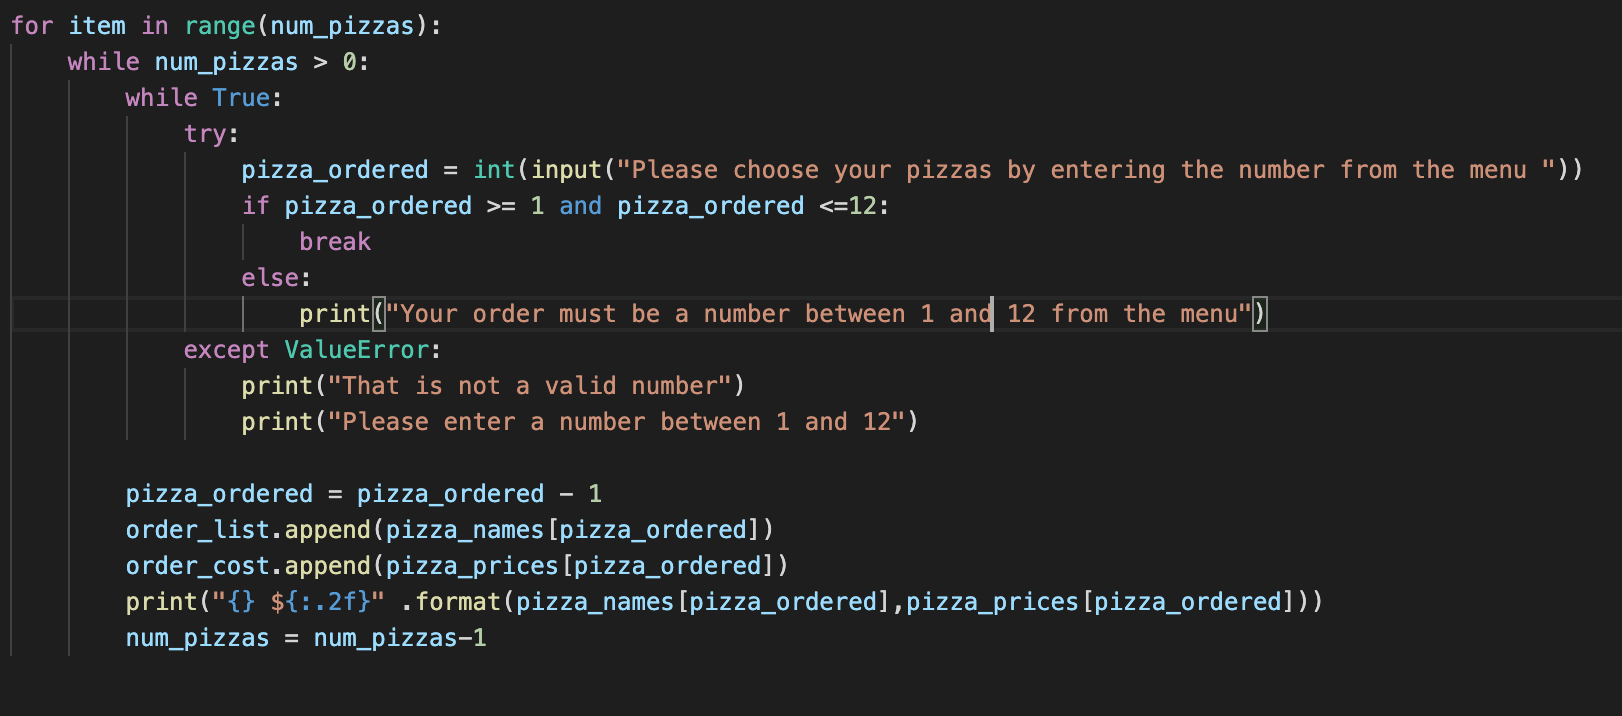 for item in range(num_pizzas):
    while num_pizzas > 0:
        while True:
            try:
                pizza_ordered = int(input("Please choose your pizzas by entering the number from the menu "))
                if pizza_ordered >= 1 and pizza_ordered <=12:
                    break
                else:
                    print("Your order must be a number between 1 and 12 from the menu")
            except ValueError:
                print("That is not a valid number")
                print("Please enter a number between 1 and 12")

        pizza_ordered = pizza_ordered - 1
        order_list.append(pizza_names[pizza_ordered])
        order_cost.append(pizza_prices[pizza_ordered])
        print("{} ${:.2f}" .format(pizza_names[pizza_ordered],pizza_prices[pizza_ordered]))
        num_pizzas = num_pizzas-1